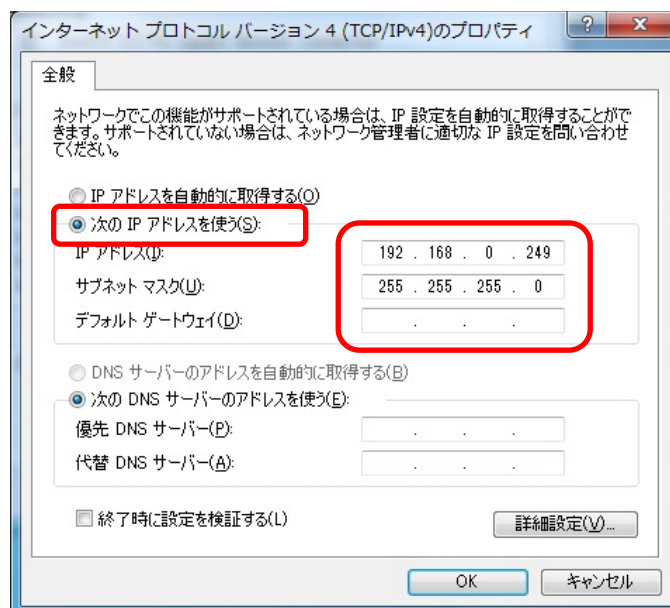 インターネット プロトコル バージョン 4 (TCP/IPv4)のプロパティ
全般
ネットワークでこの機能がサポートされている場合は、IP 設定を自動的に取得することがで
きます。サポートされていない場合は、ネットワーク管理者に適切な IP 設定を問い合わせ
てください。
IP アドレスを自動的に取得する(O)
次の IP アドレスを使う(S):
IP アドレス(I): 192 . 168 . 0 . 249
サブネット マスク(U): 255 . 255 . 255 . 0
デフォルト ゲートウェイ(D): . . .
DNS サーバーのアドレスを自動的に取得する(B)
次の DNS サーバーのアドレスを使う(E):
優先 DNS サーバー(P): . . .
代替 DNS サーバー(A): . . .
終了時に設定を検証する(L)
詳細設定(V)...
OK キャンセル